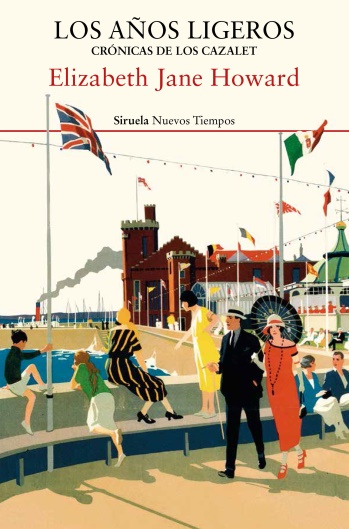 LOS AÑOS LIGEROS
CRÓNICAS DE LOS CAZALET
Elizabeth Jane Howard
Siruela Nuevos Tiempos